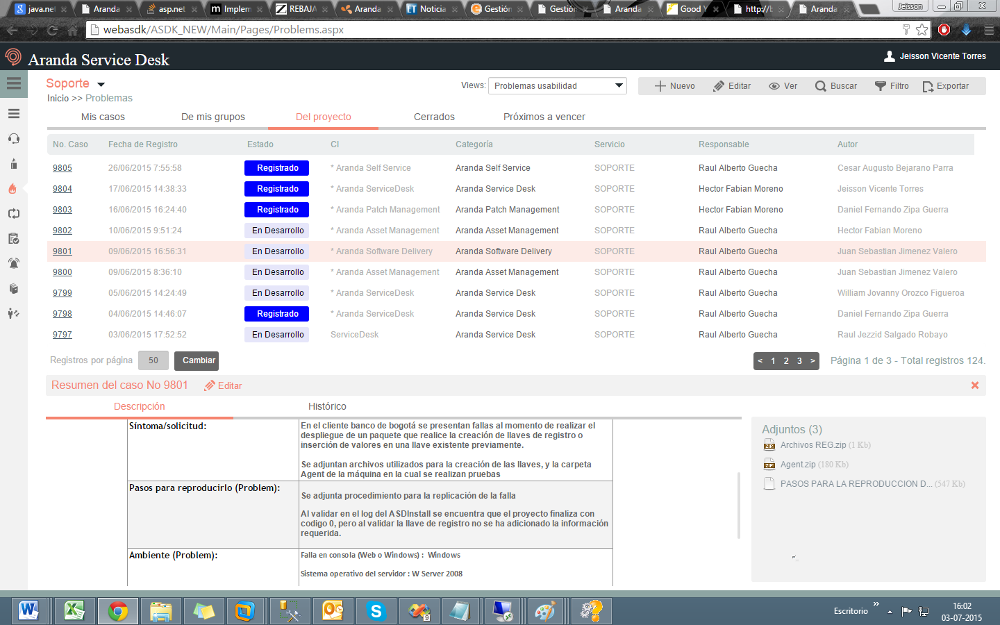 java.net
Aranda
asp.net
Implem
REBAJA
Aranda
Noticia
Gestión
Gestión
Aranda
Good Y
http://b
Aranda
Jeisson
webasdk/ASDK_NEW/Main/Pages/Problems.aspx
Aranda Service Desk
Jeisson Vicente Torres
Soporte
Inicio >> Problemas
Views: Problemas usabilidad
Nuevo Editar Ver Buscar Filtro Exportar
Mis casos De mis grupos Del proyecto Cerrados Próximos a vencer
No. Caso Fecha de Registro Estado CI Categoría Servicio Responsable Autor
9805 26/06/2015 7:55:58 Registrado * Aranda Self Service Aranda Self Service SOPORTE Raul Alberto Guecha Cesar Augusto Bejarano Parra
9804 17/06/2015 14:38:33 Registrado * Aranda ServiceDesk Aranda Service Desk SOPORTE Hector Fabian Moreno Jeisson Vicente Torres
9803 16/06/2015 16:24:40 Registrado * Aranda Patch Management Aranda Patch Management SOPORTE Hector Fabian Moreno Daniel Fernando Zipa Guerra
9802 10/06/2015 9:51:24 En Desarrollo * Aranda Asset Management Aranda Asset Management SOPORTE Raul Alberto Guecha Hector Fabian Moreno
9801 09/06/2015 16:56:31 En Desarrollo * Aranda Software Delivery Aranda Software Delivery SOPORTE Raul Alberto Guecha Juan Sebastian Jimenez Valero
9800 09/06/2015 8:36:10 En Desarrollo * Aranda Asset Management Aranda Asset Management SOPORTE Raul Alberto Guecha Juan Sebastian Jimenez Valero
9799 05/06/2015 14:24:49 En Desarrollo * Aranda ServiceDesk Aranda Service Desk SOPORTE Raul Alberto Guecha William Jovanny Orozco Figueroa
9798 04/06/2015 14:46:07 Registrado * Aranda ServiceDesk Aranda Service Desk SOPORTE Raul Alberto Guecha Daniel Fernando Zipa Guerra
9797 03/06/2015 17:52:52 En Desarrollo ServiceDesk Aranda Service Desk SOPORTE Raul Alberto Guecha Raul Jezzid Salgado Robayo
Registros por página 50 Cambiar
< 1 2 3 > Página 1 de 3 - Total registros 124.
Resumen del caso No 9801 Editar
Descripción Histórico
Síntoma/solicitud:
En el cliente banco de bogotá se presentan fallas al momento de realizar el
despliegue de un paquete que realice la creación de llaves de registro o
inserción de valores en una llave existente previamente.
Se adjuntan archivos utilizados para la creación de las llaves, y la carpeta
Agent de la máquina en la cual se realizan pruebas
Pasos para reproducirlo (Problem):
Se adjunta procedimiento para la replicación de la falla
Al validar en el log del ASDInstall se encuentra que el proyecto finaliza con
codigo 0, pero al validar la llave de registro no se ha adicionado la información
requerida.
Ambiente (Problem):
Falla en consola (Web o Windows) : Windows
Sistema operativo del servidor : W Server 2008
Adjuntos (3)
Archivos REG.zip (1 Kb)
Agent.zip (180 Kb)
PASOS PARA LA REPRODUCCION D... (547 Kb)
Escritorio
16:02
03-07-2015